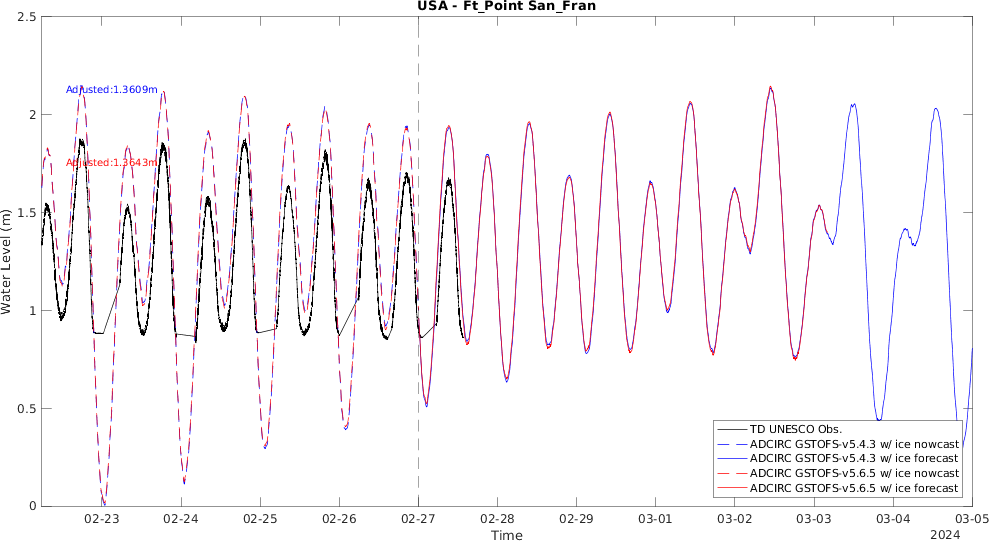 USA - Ft_Point San_Fran
2.5
2
1.5
1
0.5
0
Water Level (m)
Adjusted:1.3609m
Adjusted:1.3643m
TD UNESCO Obs.
ADCIRC GSTOFS-v5.4.3 w/ ice nowcast
ADCIRC GSTOFS-v5.4.3 w/ ice forecast
ADCIRC GSTOFS-v5.6.5 w/ ice nowcast
ADCIRC GSTOFS-v5.6.5 w/ ice forecast
02-23 02-24 02-25 02-26 02-27 02-28 02-29 03-01 03-02 03-03 03-04 03-05
Time
2024